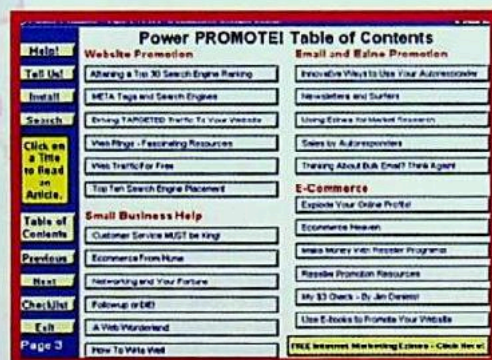 Power PROMOTE! Table of Contents
Help!
Tell Us!
Install
Search
Click on
a Title
to Read
an
Article.
Table of
Contents
Previous
Next
Checklist
Exit
Page 3
Website Promotion
Attaining a Top 30 Search Engine Ranking
META Tags and Search Engines
Driving TARGETED Traffic To Your Website
Web Rings - Fascinating Resources
Web Traffic For Free
Top Ten Search Engine Placement
Small Business Help
Customer Service MUST be King!
Ecommerce From Home
Networking and Your Fortune
Followup or DIE!
A Web Wonderland
How To Write Well
Email and Ezine Promotion
Innovative Ways to Use Your Autoresponder
Newsletters and Surfers
Using Ezines for Market Research
Sales by Autoresponders
Thinking About Bulk Email? Think Again!
E-Commerce
Explode Your Online Profits!
Ecommerce Heaven
Make Money With Reseller Programs!
Reseller Promotion Resources
My $3 Check - By Jim Daniels
Use E-books to Promote Your Website
FREE Internet Marketing Ezines - Click Here!